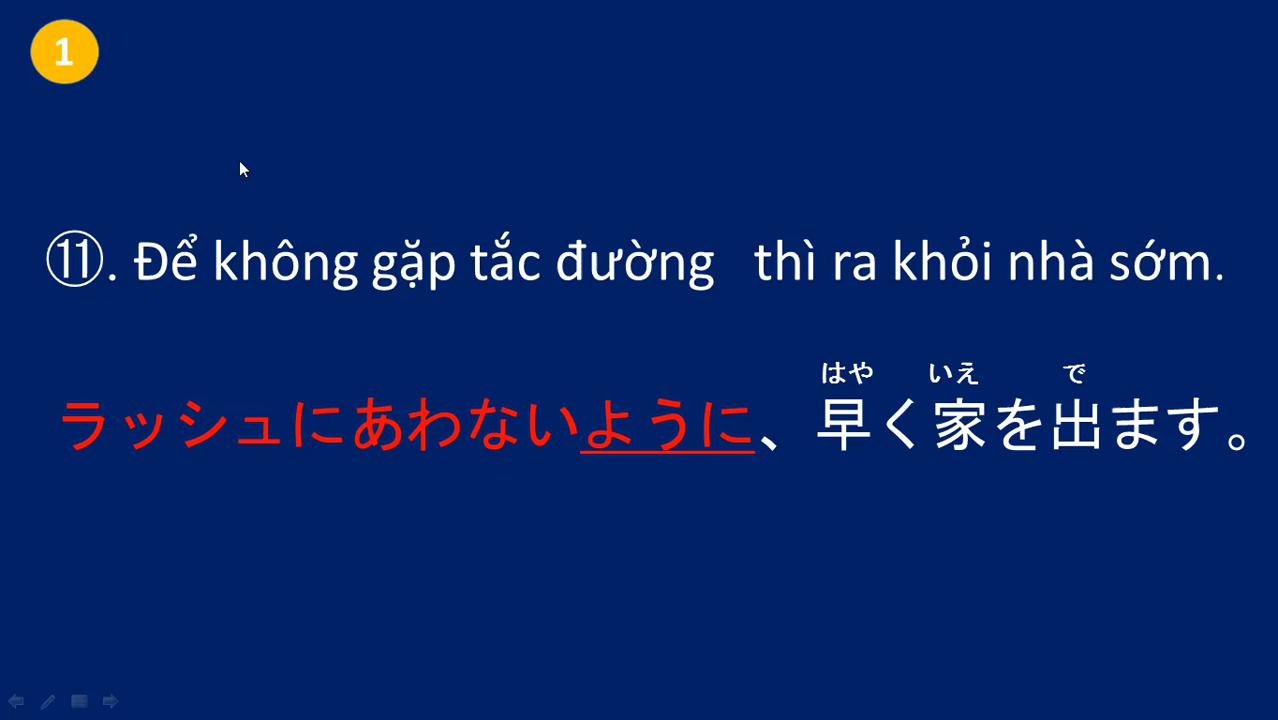 1
⑪. Để không gặp tắc đường thì ra khỏi nhà sớm.
はや いえ で
ラッシュにあわないように、早く家を出ます。